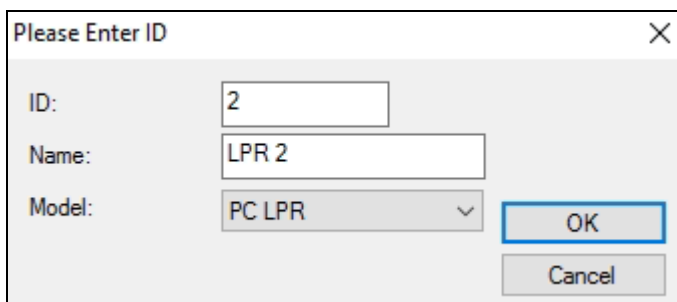 Please Enter ID
ID: 2
Name: LPR 2
Model: PC LPR
OK
Cancel